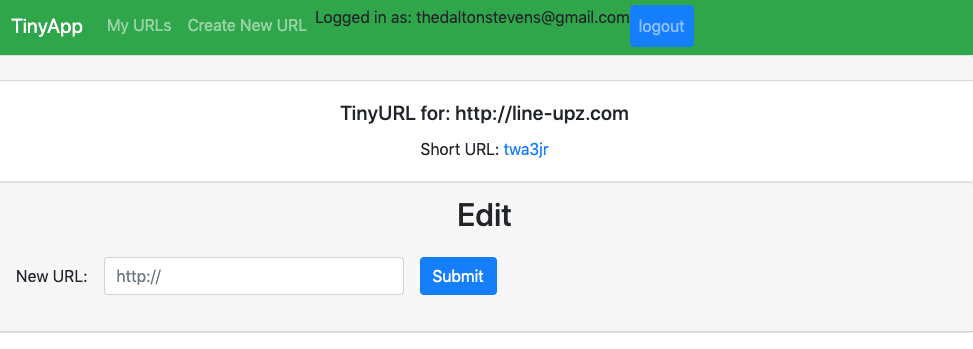 TinyApp My URLs Create New URL Logged in as: thedaltonstevens@gmail.com logout
TinyURL for: http://line-upz.com
Short URL: twa3jr
Edit
New URL: http:// Submit